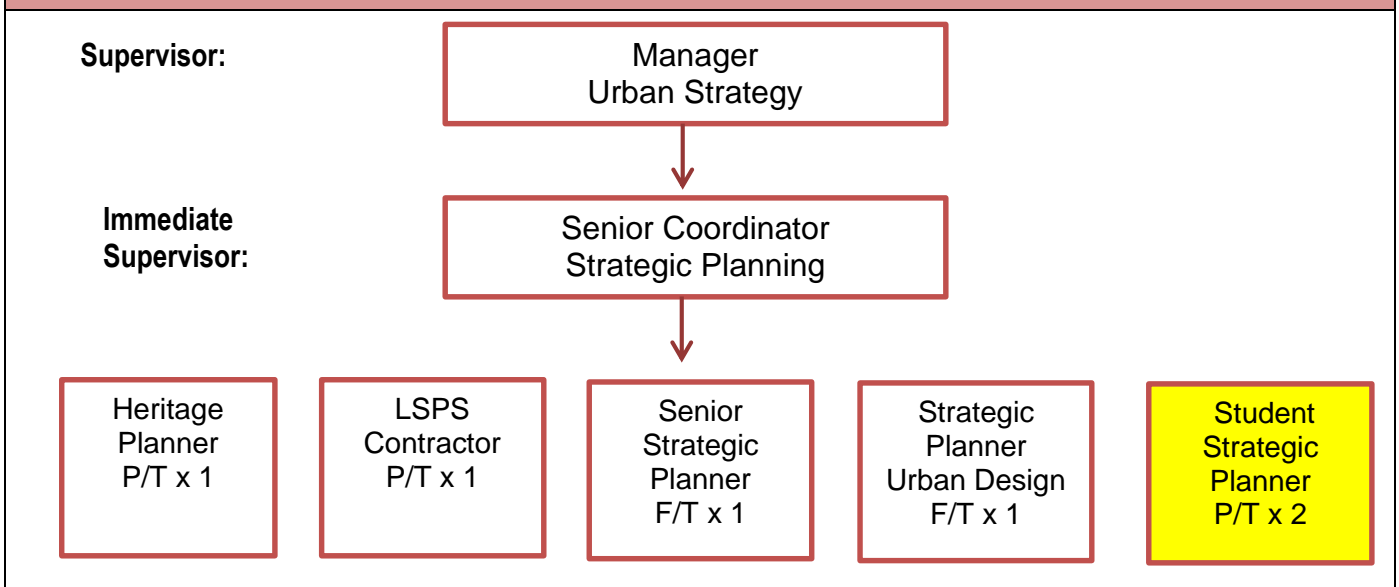 Supervisor:
Manager
Urban Strategy
Immediate
Supervisor:
Senior Coordinator
Strategic Planning
Heritage
Planner
P/T x 1
LSPS
Contractor
P/T x 1
Senior
Strategic
Planner
F/T x 1
Strategic
Planner
Urban Design
F/T x 1
Student
Strategic
Planner
P/T x 2